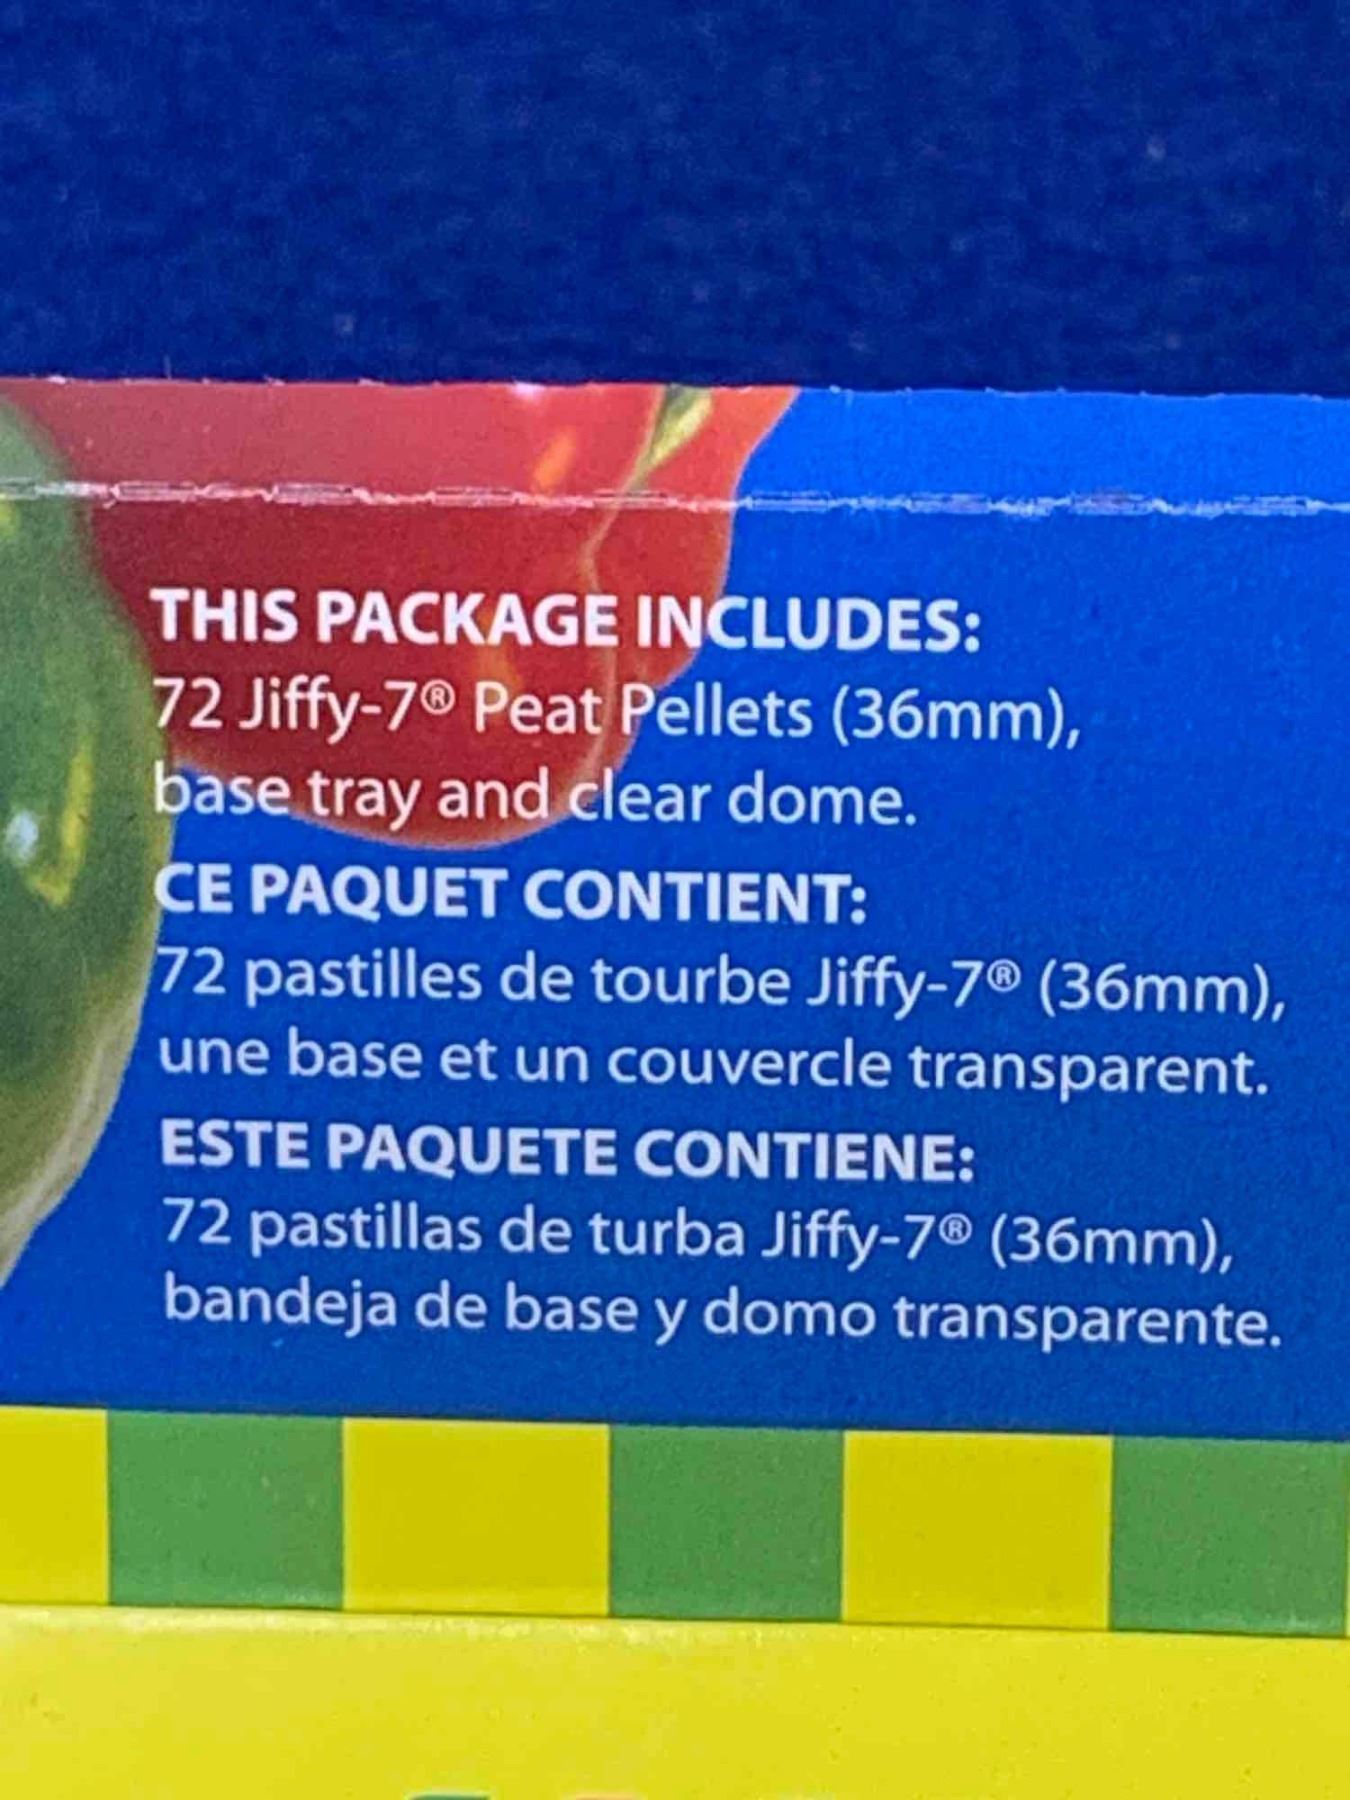 THIS PACKAGE INCLUDES:
72 Jiffy-7® Peat Pellets (36mm),
base tray and clear dome.
CE PAQUET CONTIENT:
72 pastilles de tourbe Jiffy-7® (36mm),
une base et un couvercle transparent.
ESTE PAQUETE CONTIENE:
72 pastillas de turba Jiffy-7® (36mm),
bandeja de base y domo transparente.